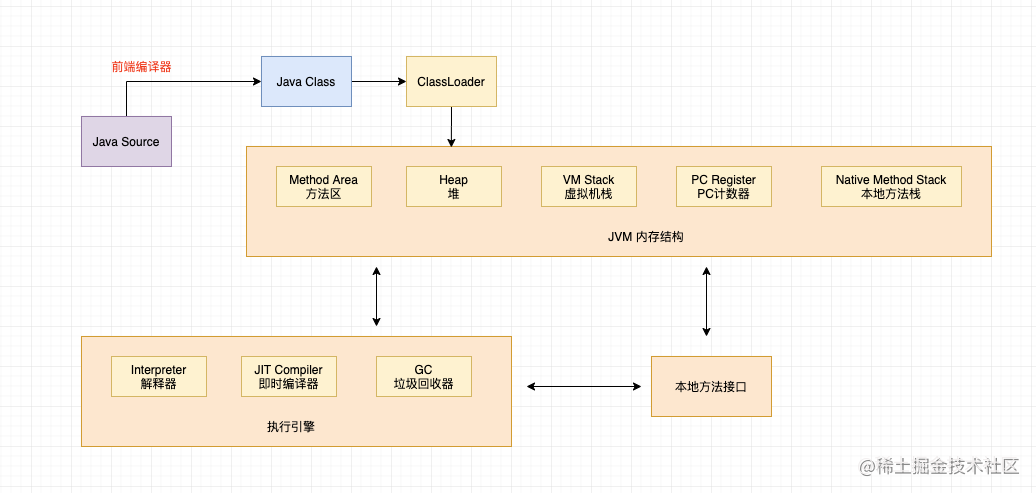 前端编译器
Java Class
ClassLoader
Java Source
Method Area
方法区
Heap
堆
VM Stack
虚拟机栈
PC Register
PC计数器
Native Method Stack
本地方法栈
JVM 内存结构
Interpreter
解释器
JIT Compiler
即时编译器
GC
垃圾回收器
执行引擎
本地方法接口
@稀土掘金技术社区